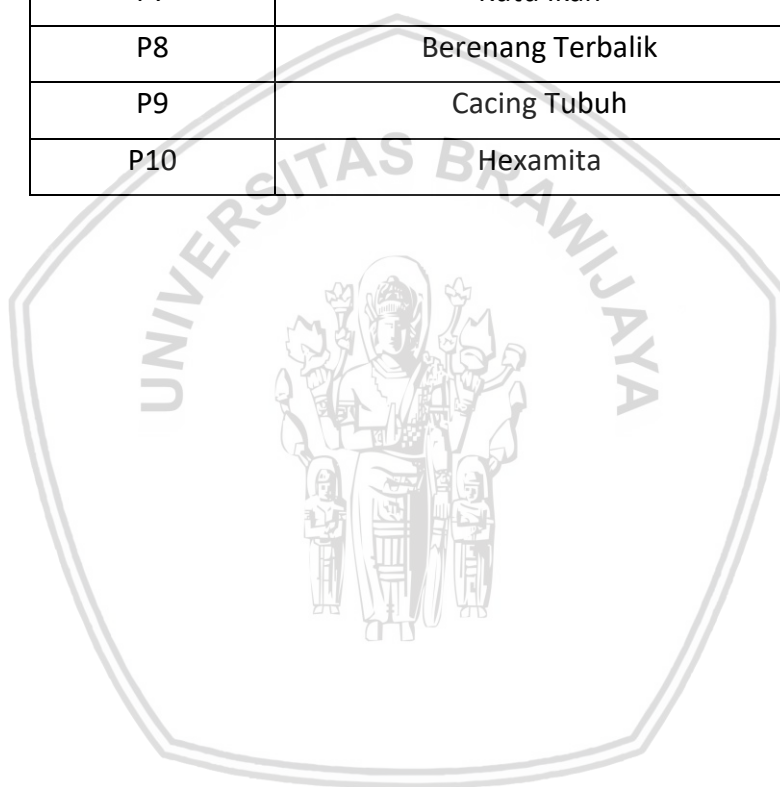 P8 Berenang Terbalik
P9 Cacing Tubuh
P10 Hexamita
UNIVERSITAS BRAWIJAYA